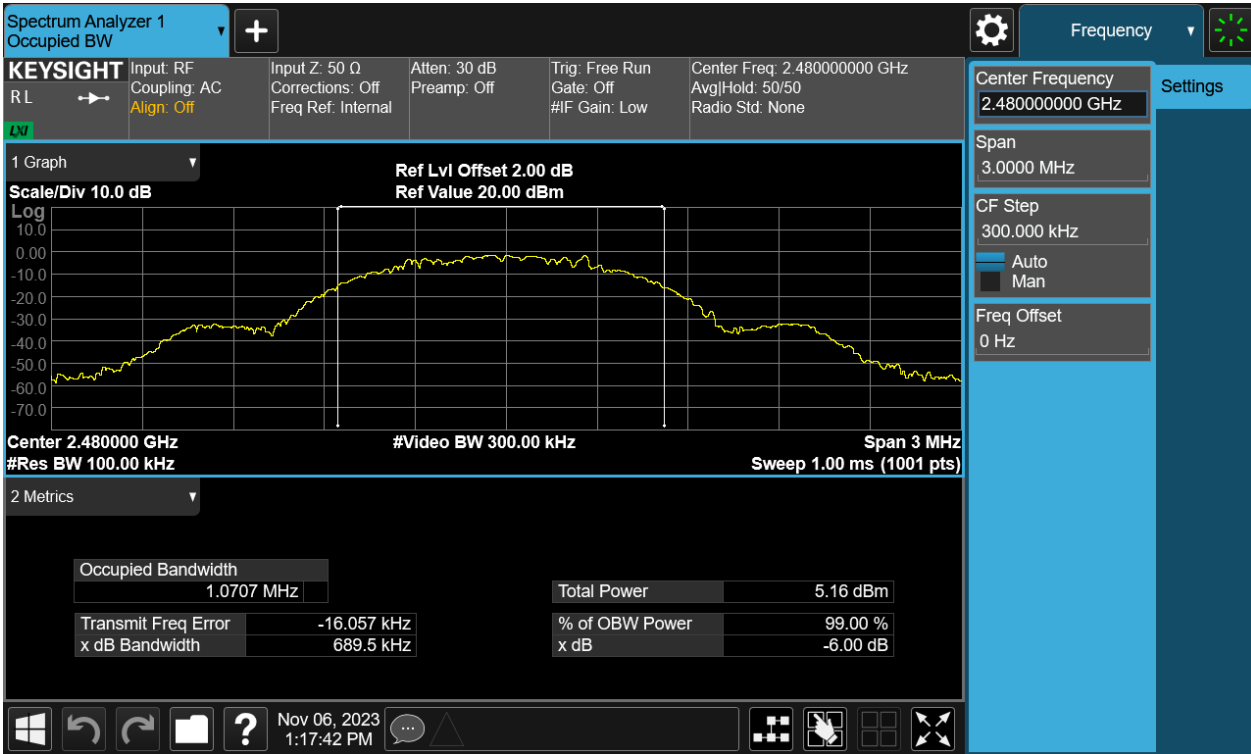 Spectrum Analyzer 1
Occupied BW
Frequency
KEYSIGHT
R L
LXI
Input: RF
Coupling: AC
Align: Off
Input Z: 50 Ω
Corrections: Off
Freq Ref: Internal
Atten: 30 dB
Preamp: Off
Trig: Free Run
Gate: Off
#IF Gain: Low
Center Freq: 2.480000000 GHz
Avg|Hold: 50/50
Radio Std: None
Center Frequency
2.480000000 GHz
Settings
Span
3.0000 MHz
CF Step
300.000 kHz
Auto
Man
Freq Offset
0 Hz
1 Graph
Scale/Div 10.0 dB
Ref Lvl Offset 2.00 dB
Ref Value 20.00 dBm
Log
10.0
0.00
-10.0
-20.0
-30.0
-40.0
-50.0
-60.0
-70.0
Center 2.480000 GHz
#Video BW 300.00 kHz
Span 3 MHz
#Res BW 100.00 kHz
Sweep 1.00 ms (1001 pts)
2 Metrics
Occupied Bandwidth
1.0707 MHz
Total Power 5.16 dBm
Transmit Freq Error -16.057 kHz
% of OBW Power 99.00 %
x dB Bandwidth 689.5 kHz
x dB -6.00 dB
?
Nov 06, 2023
1:17:42 PM